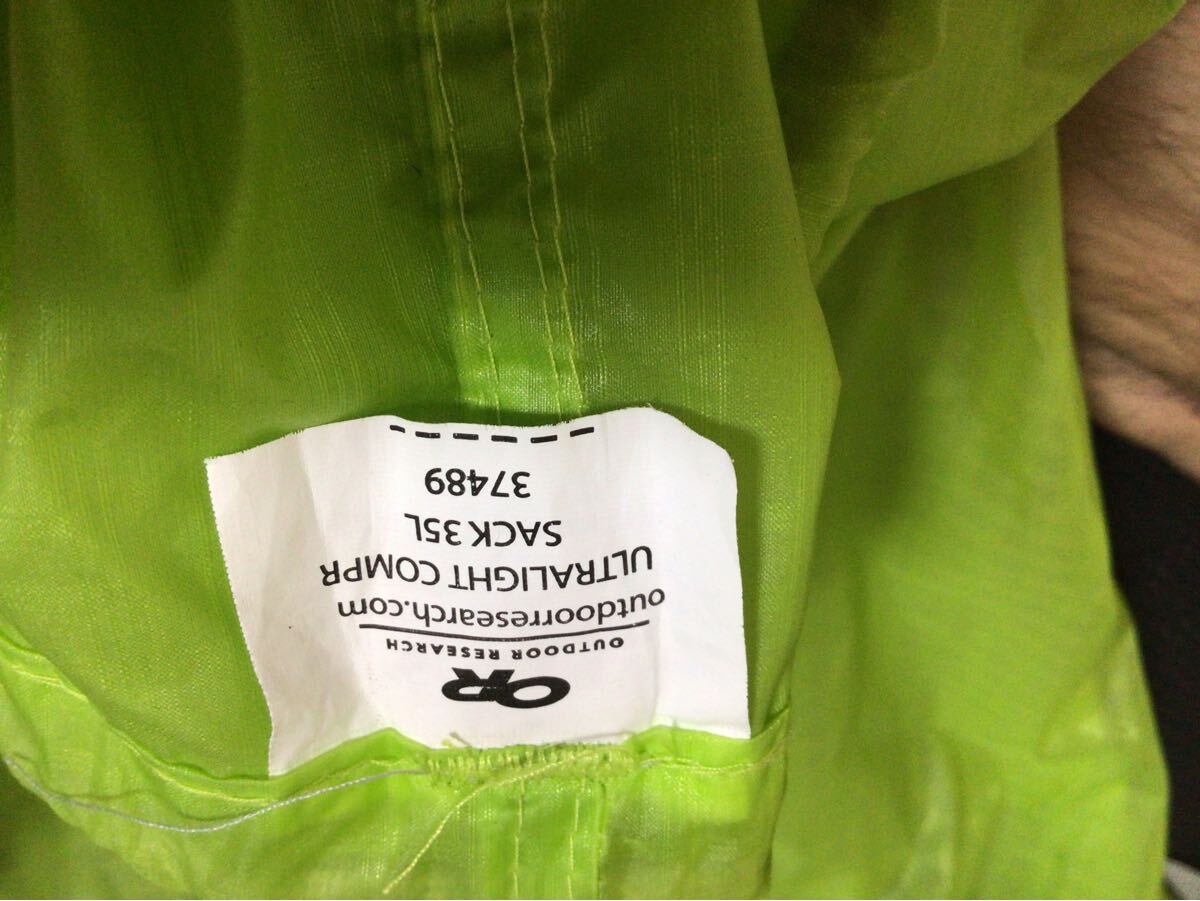 OR
OUTDOOR RESEARCH
outdoorresearch.com
ULTRALIGHT COMPR
SACK 35L
37489